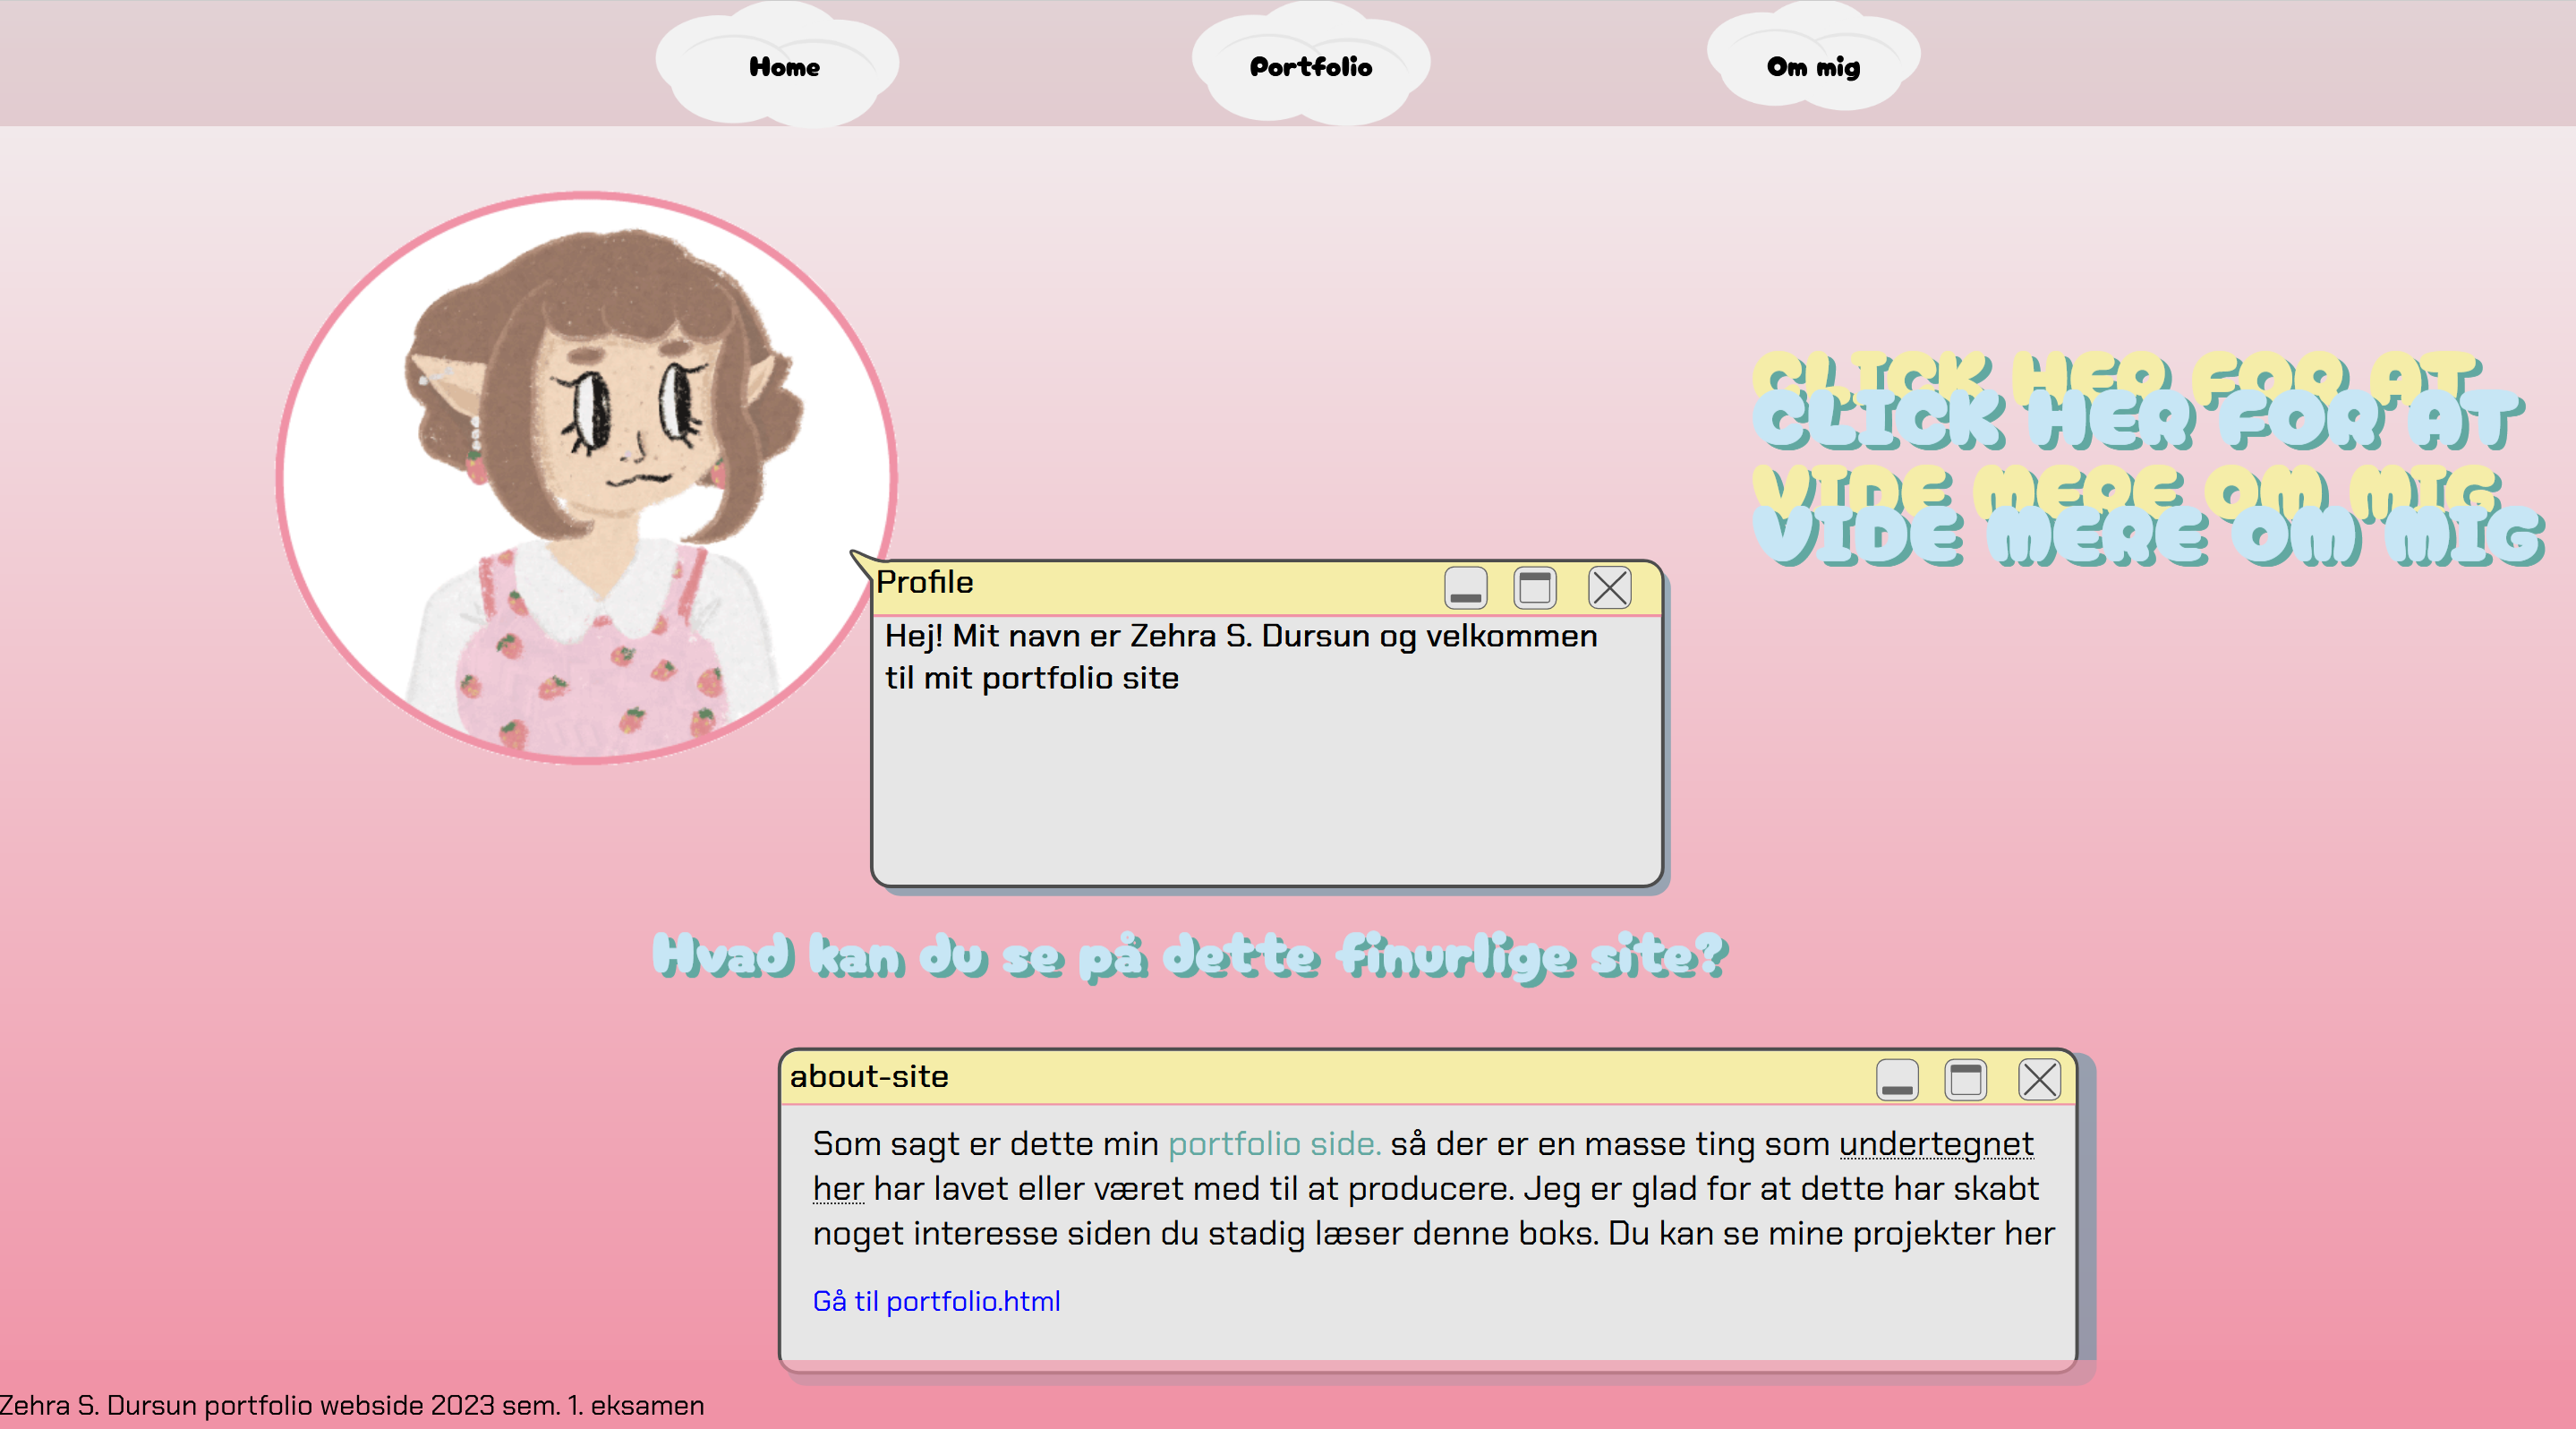 Home
Portfolio
Om mig
CLICK HER FOR AT
CLICK HER FOR AT
VIDE MERE OM MIG
VIDE MERE OM MIG
Profile
Hej! Mit navn er Zehra S. Dursun og velkommen
til mit portfolio site
Hvad kan du se på dette finurlige site?
about-site
Som sagt er dette min portfolio side. så der er en masse ting som undertegnet
her har lavet eller været med til at producere. Jeg er glad for at dette har skabt
noget interesse siden du stadig læser denne boks. Du kan se mine projekter her
Gå til portfolio.html
Zehra S. Dursun portfolio webside 2023 sem. 1. eksamen